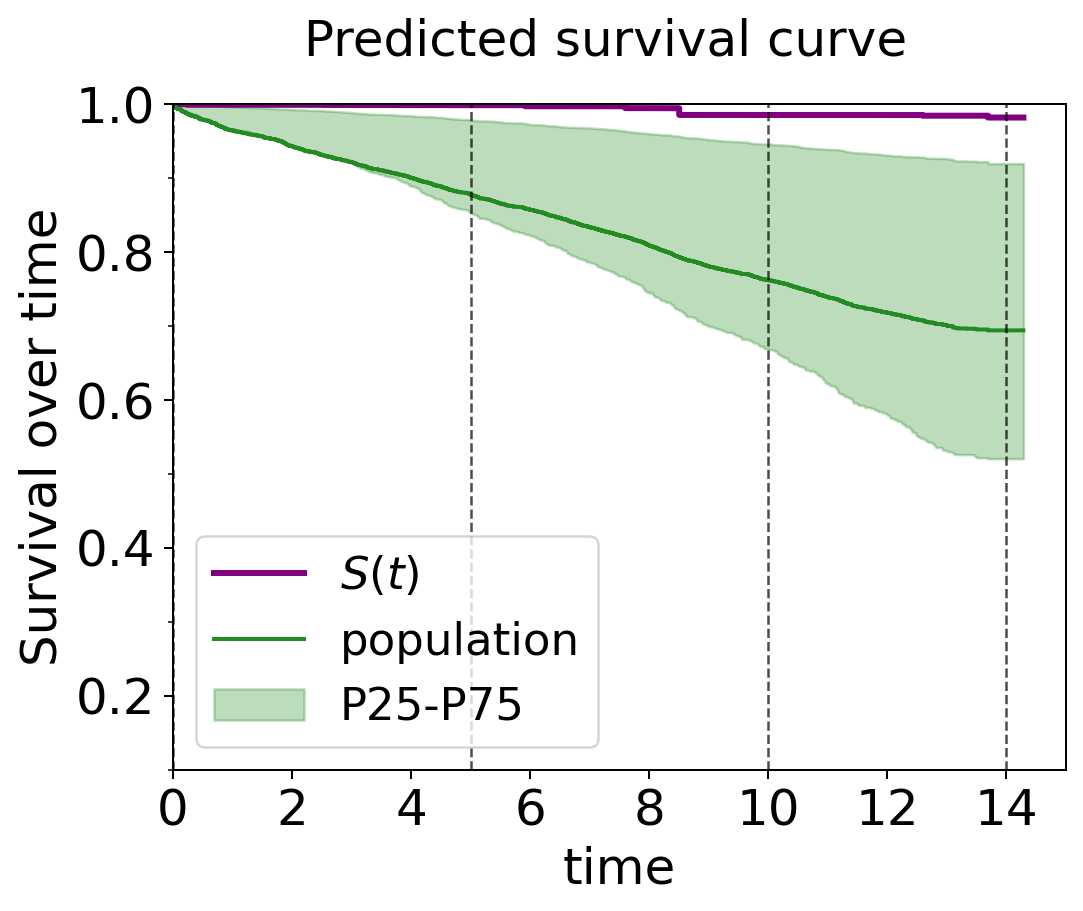 Predicted survival curve
Survival over time
1.0
0.8
0.6
0.4
0.2
S(t)
population
P25-P75
0 2 4 6 8 10 12 14
time